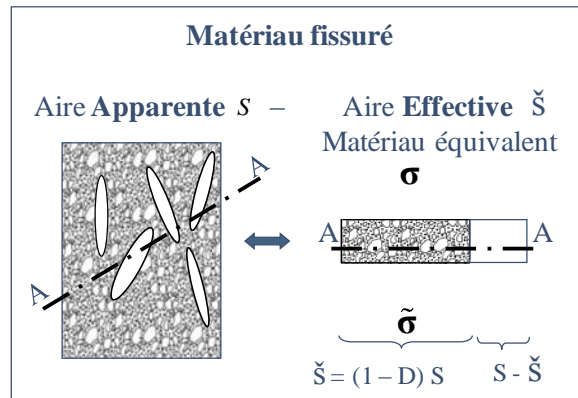 Matériau fissuré
Aire Apparente S –
Aire Effective Š
Matériau équivalent
σ
A
A
A
A
σ̃
Š = (1 – D) S
S - Š